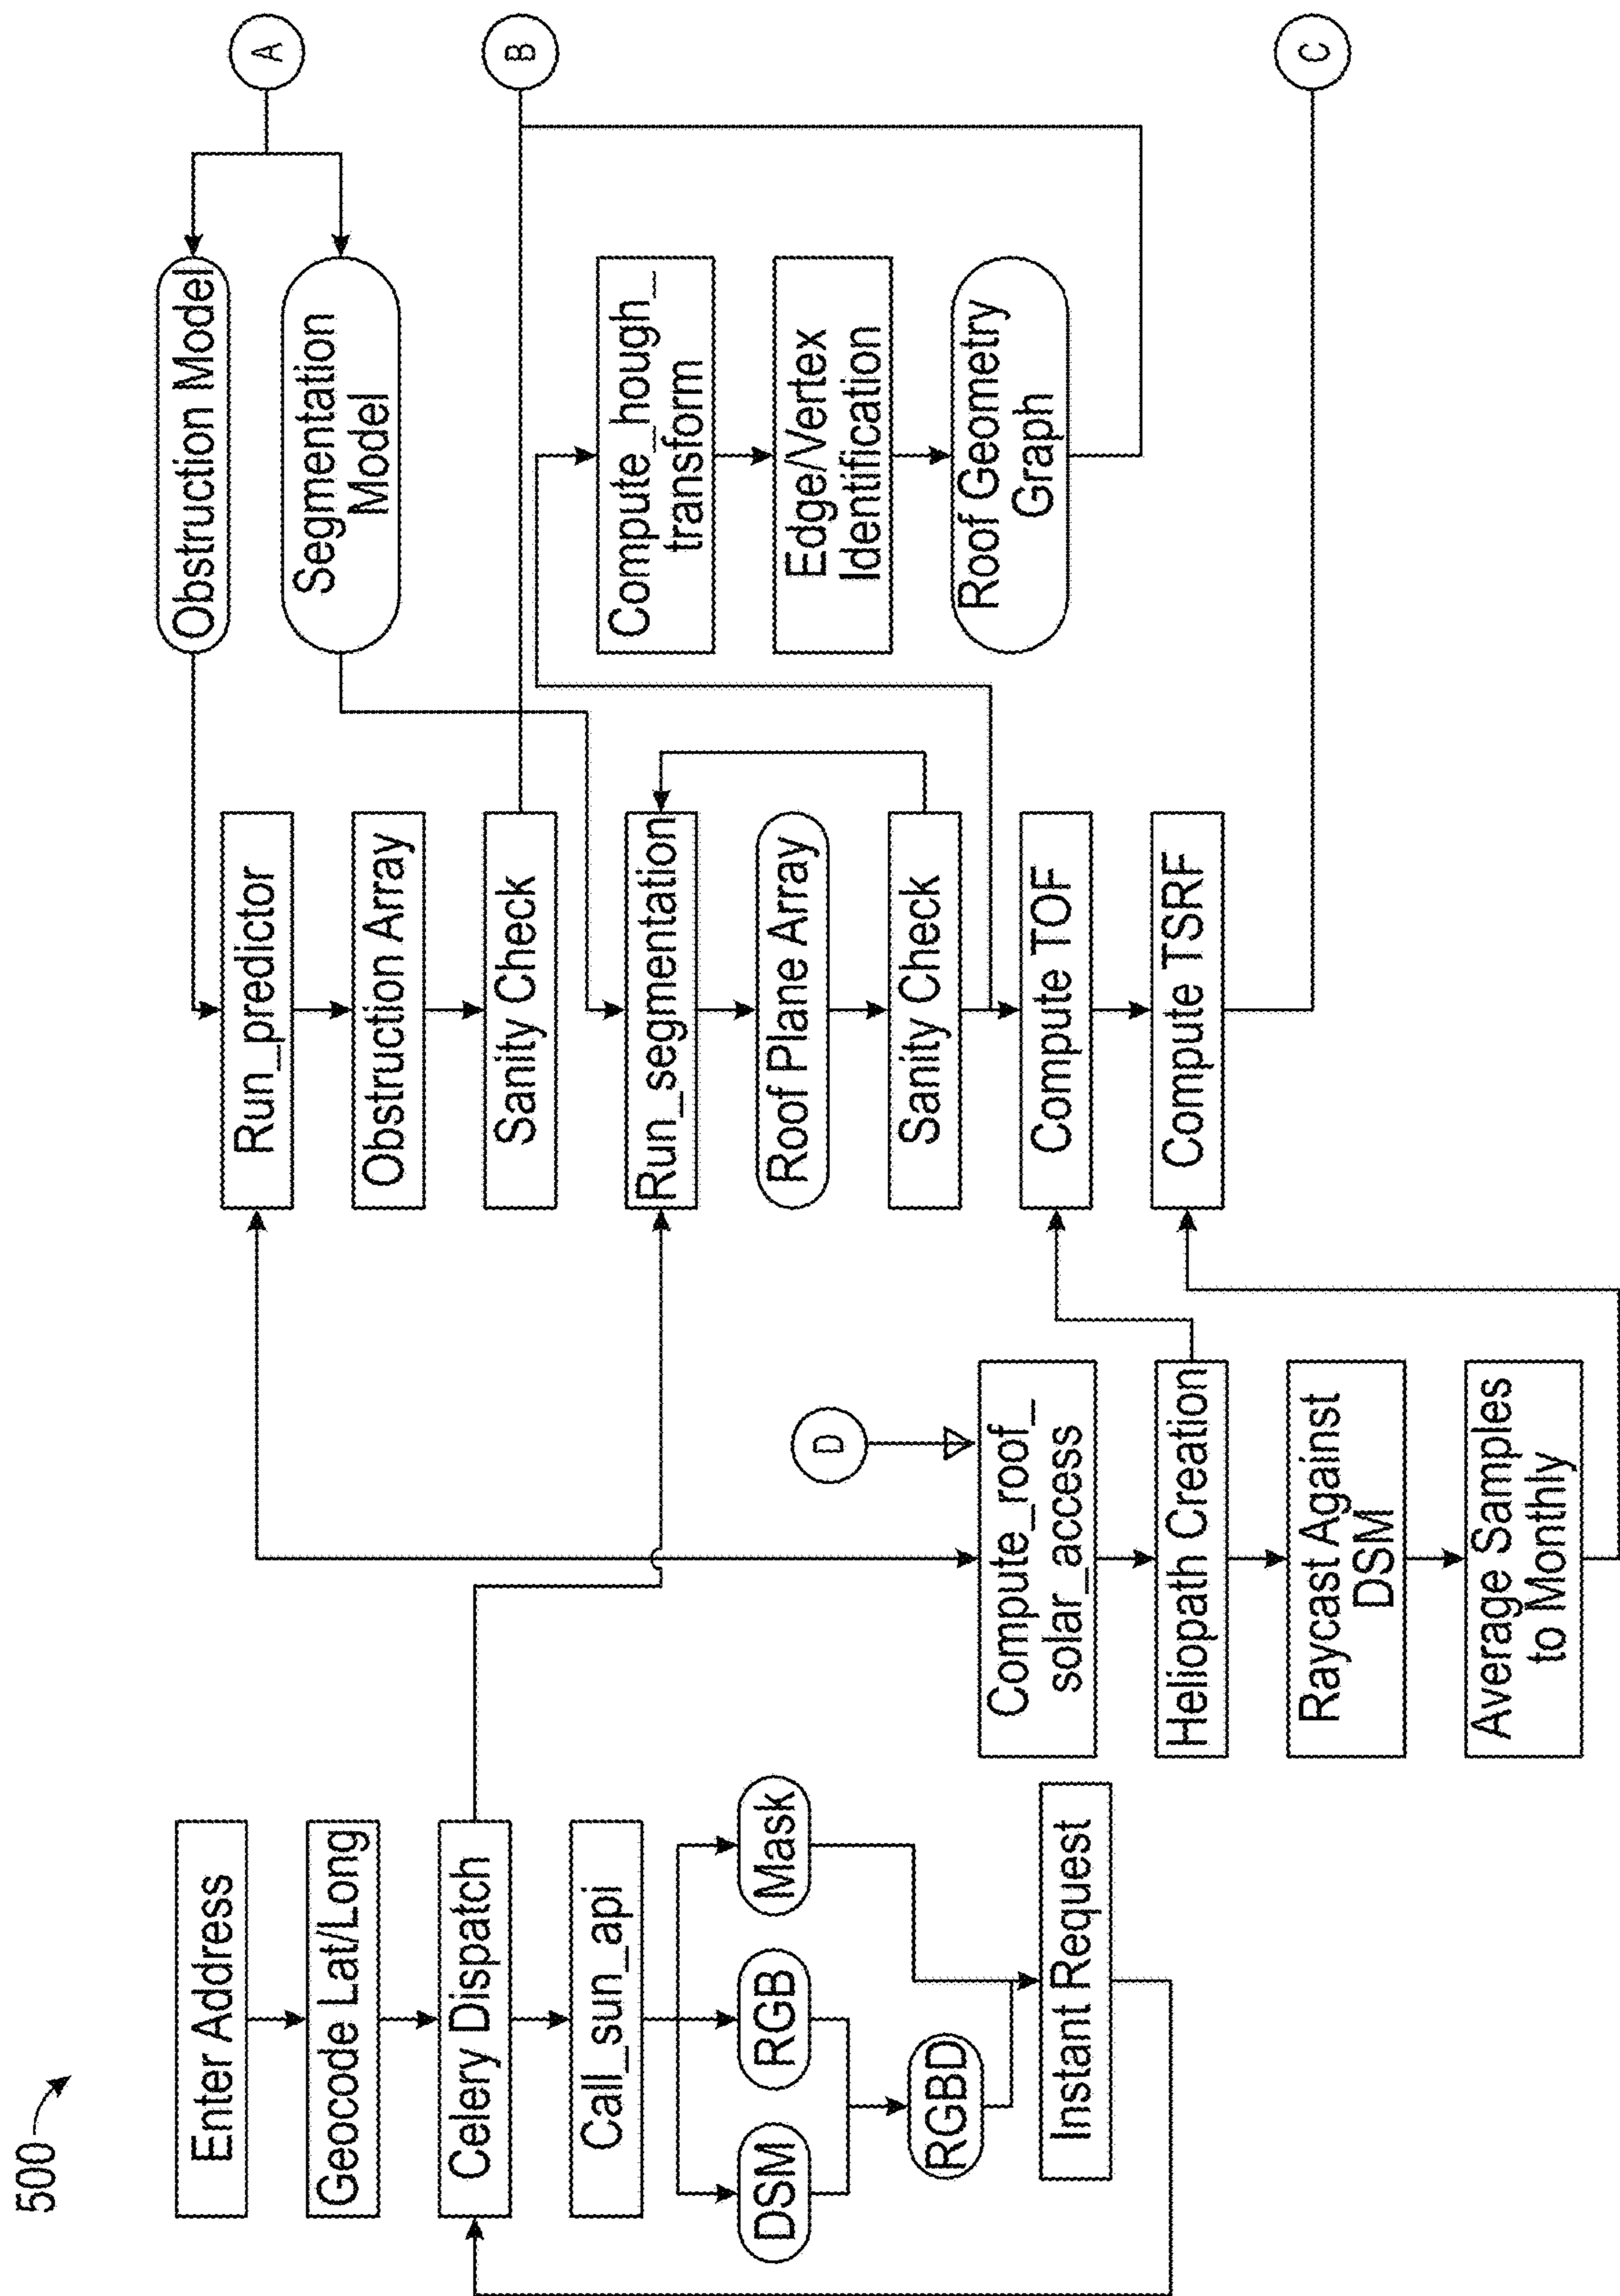 500
Enter Address
Geocode Lat/Long
Celery Dispatch
Call_sun_api
DSM
RGB
Mask
RGBD
Instant Request
D
Compute_roof_
solar_access
Heliopath Creation
Raycast Against
DSM
Average Samples
to Monthly
Run_predictor
Obstruction Array
Sanity Check
Run_segmentation
Roof Plane Array
Sanity Check
Compute TOF
Compute TSRF
Obstruction Model
Segmentation
Model
Compute_hough_
transform
Edge/Vertex
Identification
Roof Geometry
Graph
A
B
C